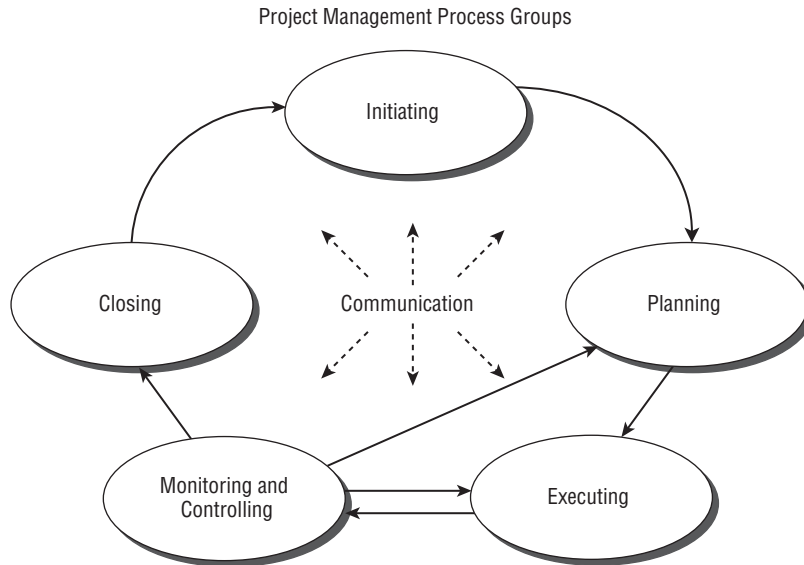 Project Management Process Groups
Initiating
Closing
Communication
Planning
Monitoring and
Controlling
Executing